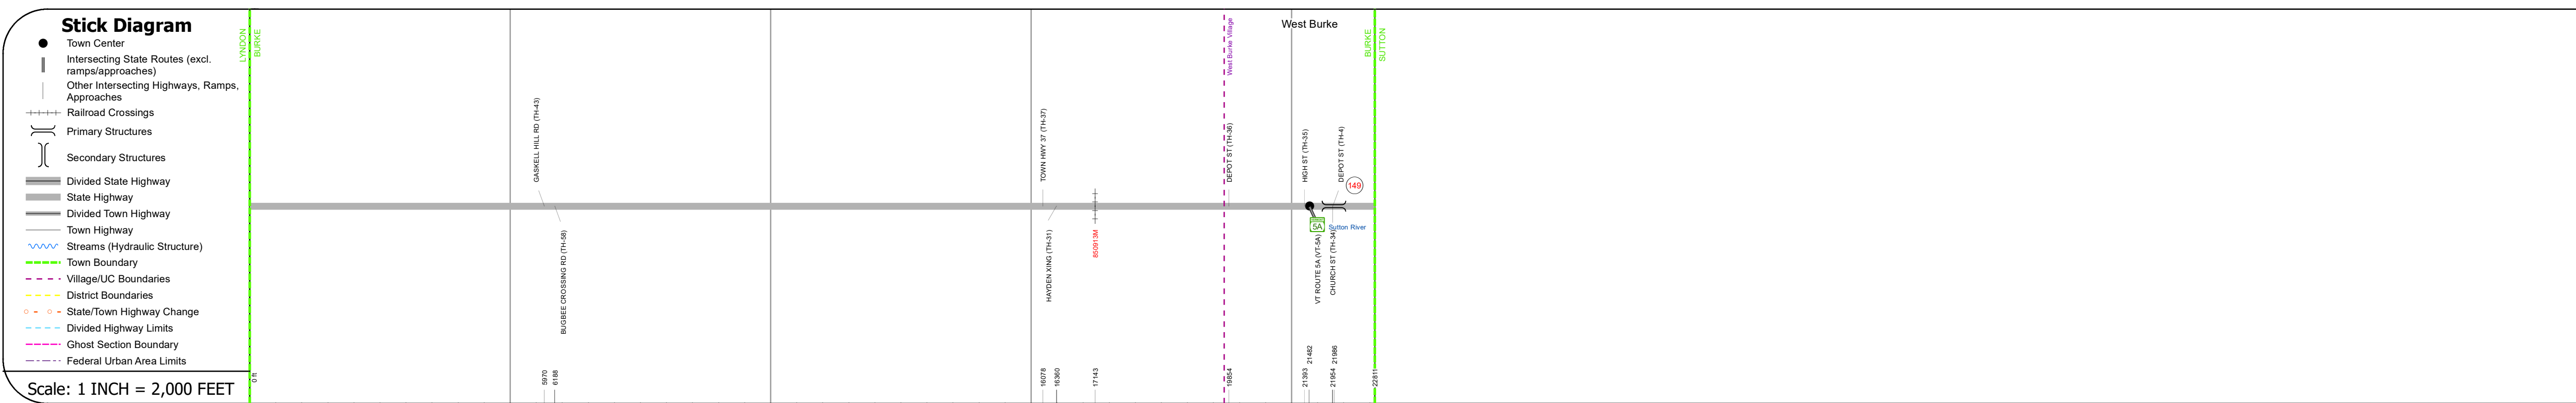 Stick Diagram
Town Center
Intersecting State Routes (excl.
ramps/approaches)
Other Intersecting Highways, Ramps,
Approaches
Railroad Crossings
Primary Structures
Secondary Structures
Divided State Highway
State Highway
Divided Town Highway
Town Highway
Streams (Hydraulic Structure)
Town Boundary
Village/UC Boundaries
District Boundaries
State/Town Highway Change
Divided Highway Limits
Ghost Section Boundary
Federal Urban Area Limits
Scale: 1 INCH = 2,000 FEET
LYNDON
BURKE
GASKELL HILL RD (TH-43)
BUGBEE CROSSING RD (TH-58)
TOWN HWY 37 (TH-37)
HAYDEN XING (TH-31)
850913M
West Burke Village
DEPOT ST (TH-36)
West Burke
HIGH ST (TH-35)
DEPOT ST (TH-4)
149
5A
Sutton River
VT ROUTE 5A (VT-5A)
CHURCH ST (TH-34)
BURKE
SUTTON
0 ft
5970
6188
16078
16360
17143
19854
21393
21482
21954
21986
22811